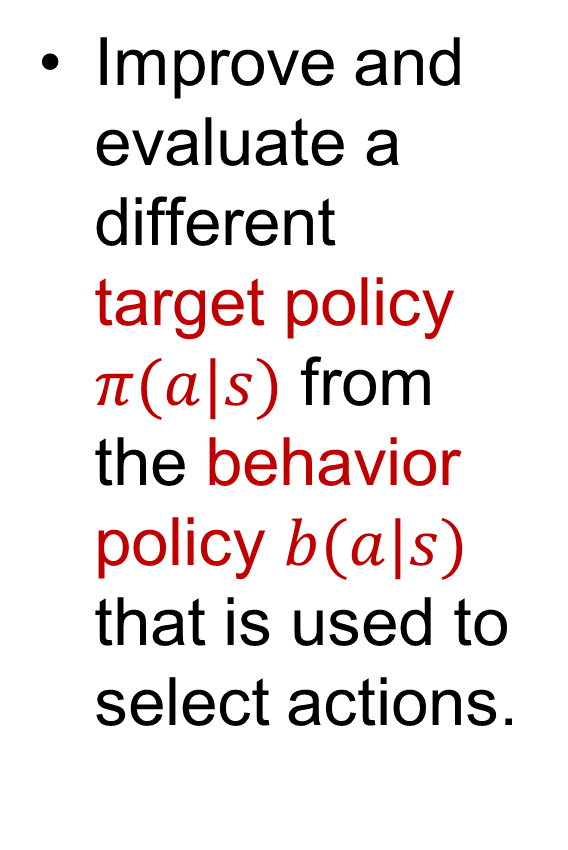 • Improve and
evaluate a
different
target policy
𝜋(𝑎|𝑠) from
the behavior
policy 𝑏(𝑎|𝑠)
that is used to
select actions.